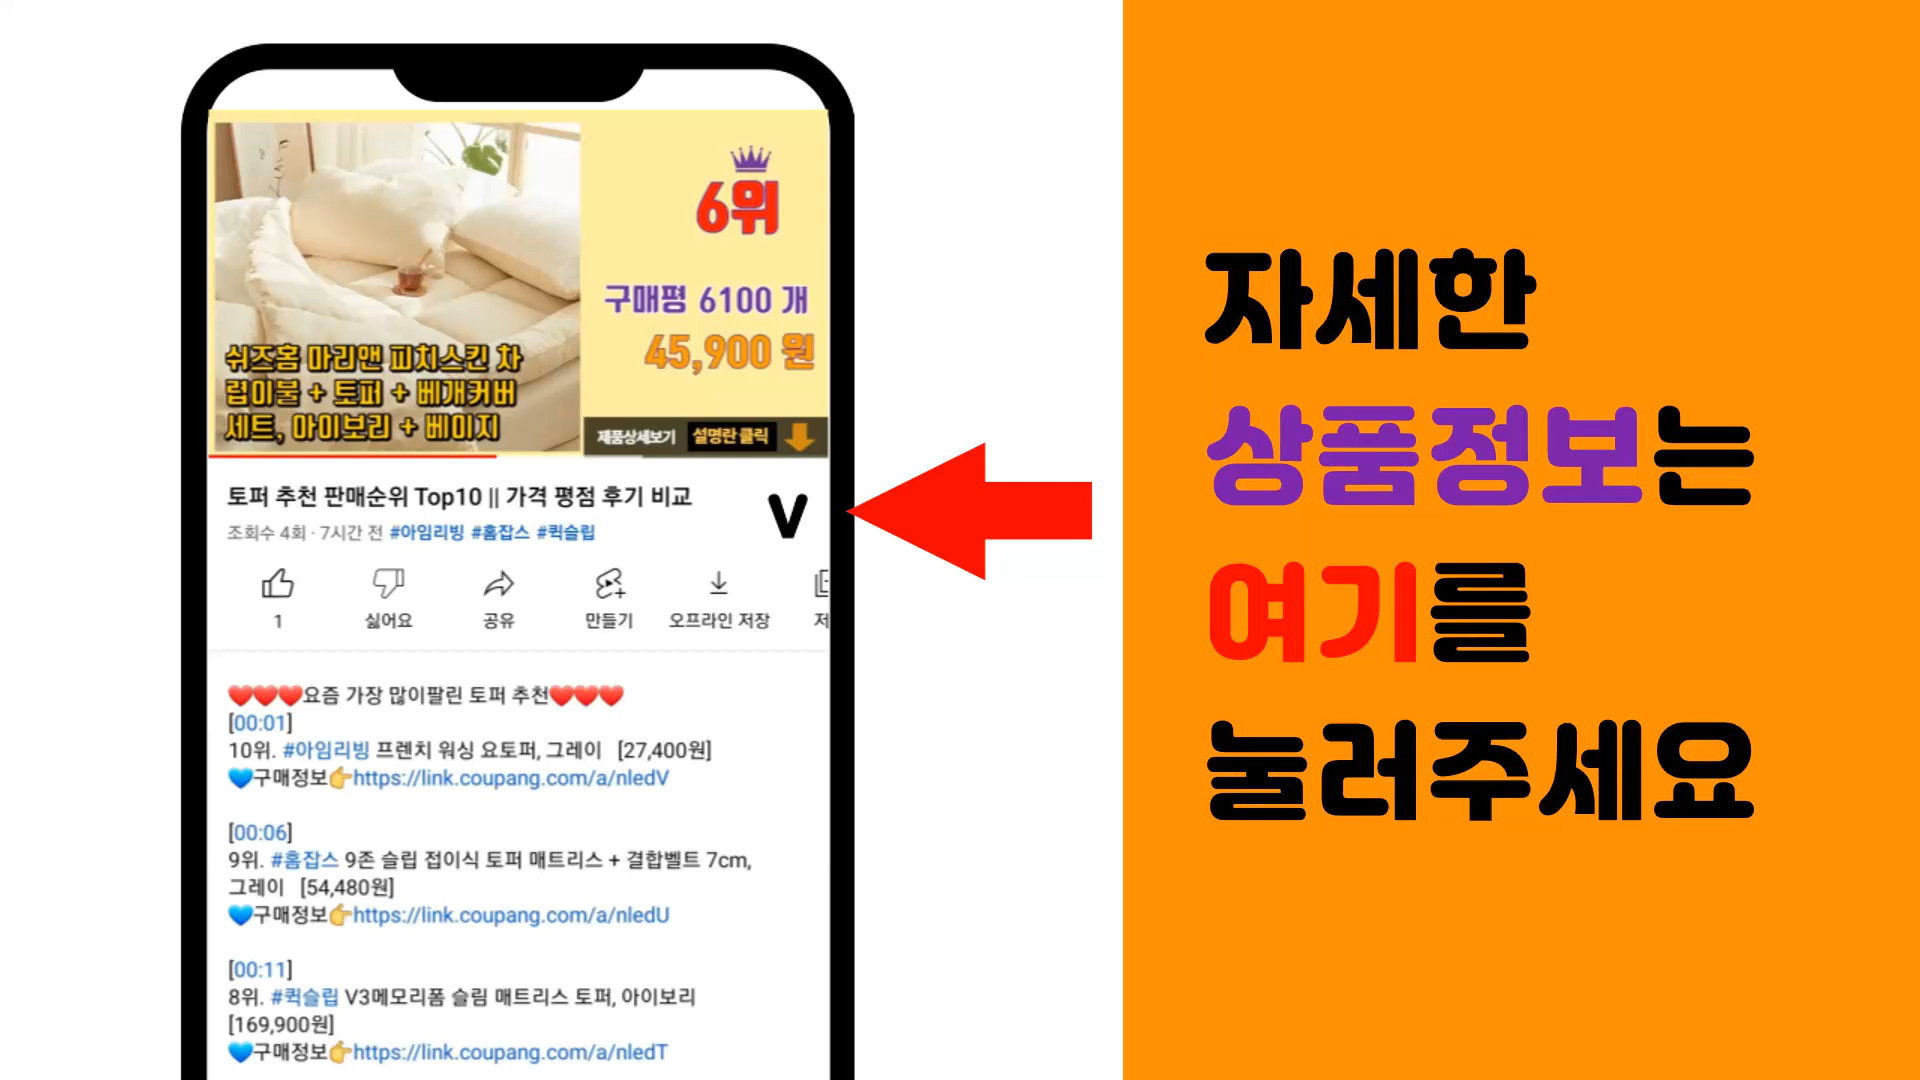 6위
구매평 6100 개
45,900 원
쉬즈홈 마리앤 피치스킨 차
렵이불 + 토퍼 + 베개커버
세트, 아이보리 + 베이지
제품상세보기 설명란 클릭
토퍼 추천 판매순위 Top10 || 가격 평점 후기 비교
V
조회수 4회 · 7시간 전 #아임리빙 #홈잡스 #퀵슬립
1 싫어요 공유 만들기 오프라인 저장 저
❤️❤️❤️요즘 가장 많이팔린 토퍼 추천❤️❤️❤️
[00:01]
10위. #아임리빙 프렌치 워싱 요토퍼, 그레이 [27,400원]
💙구매정보👉https://link.coupang.com/a/nledV
[00:06]
9위. #홈잡스 9존 슬립 접이식 토퍼 매트리스 + 결합벨트 7cm,
그레이 [54,480원]
💙구매정보👉https://link.coupang.com/a/nledU
[00:11]
8위. #퀵슬립 V3메모리폼 슬림 매트리스 토퍼, 아이보리
[169,900원]
💙구매정보👉https://link.coupang.com/a/nledT
자세한
상품정보는
여기를
눌러주세요